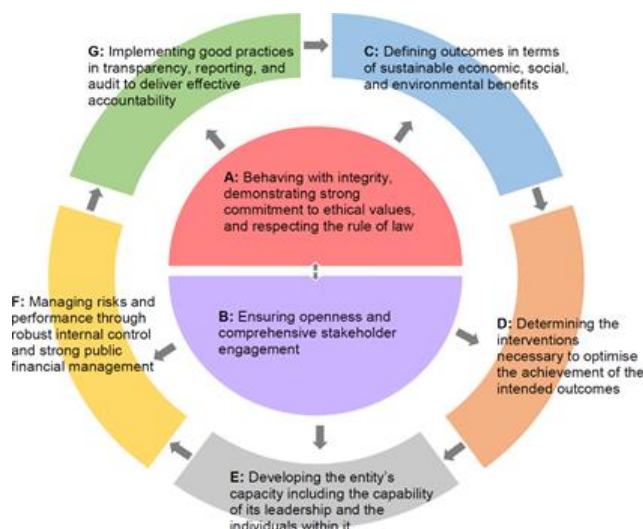 G: Implementing good practices
in transparency, reporting, and
audit to deliver effective
accountability
C: Defining outcomes in terms
of sustainable economic, social,
and environmental benefits
A: Behaving with integrity,
demonstrating strong
commitment to ethical values,
and respecting the rule of law
B: Ensuring openness and
comprehensive stakeholder
engagement
F: Managing risks and
performance through
robust internal control
and strong public
financial management
D: Determining the
interventions
necessary to optimise
the achievement of the
intended outcomes
E: Developing the entity's
capacity including the capability
of its leadership and the
individuals within it